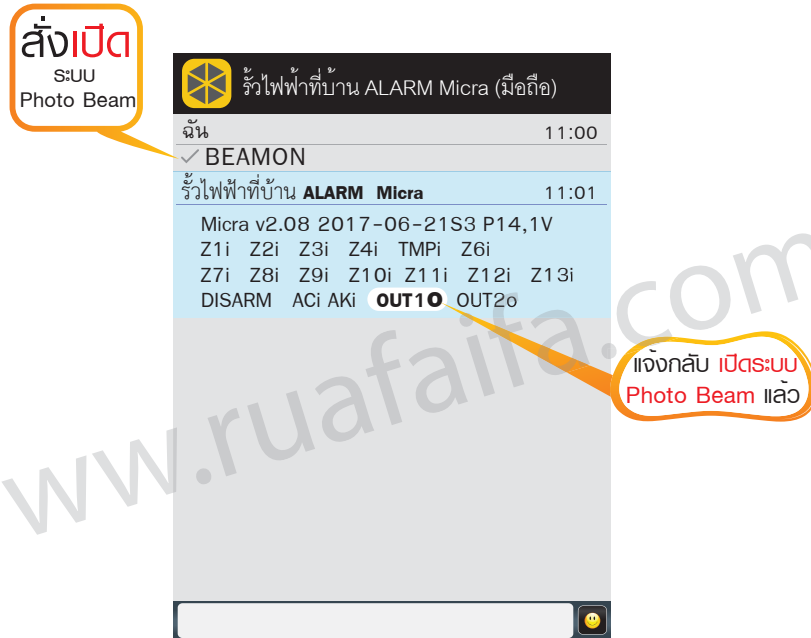 สั่งเปิด
ระบบ
Photo Beam
รั้วไฟฟ้าที่บ้าน ALARM Micra (มือถือ)
ฉัน 11:00
✓ BEAMON
รั้วไฟฟ้าที่บ้าน ALARM Micra 11:01
Micra v2.08 2017-06-21S3 P14,1V
Z1i Z2i Z3i Z4i TMPi Z6i
Z7i Z8i Z9i Z10i Z11i Z12i Z13i
DISARM ACi AKi OUT1O OUT2o
แจ้งกลับ เปิดระบบ
Photo Beam แล้ว
www.ruafaifa.com